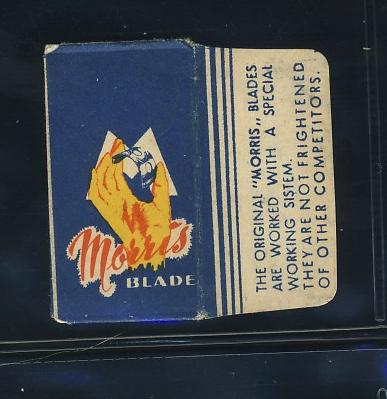 Morris
BLADE
THE ORIGINAL "MORRIS„ BLADES
ARE WORKED WITH A SPECIAL
WORKING SISTEM.
THEY ARE NOT FRIGHTENED
OF OTHER COMPETITORS.